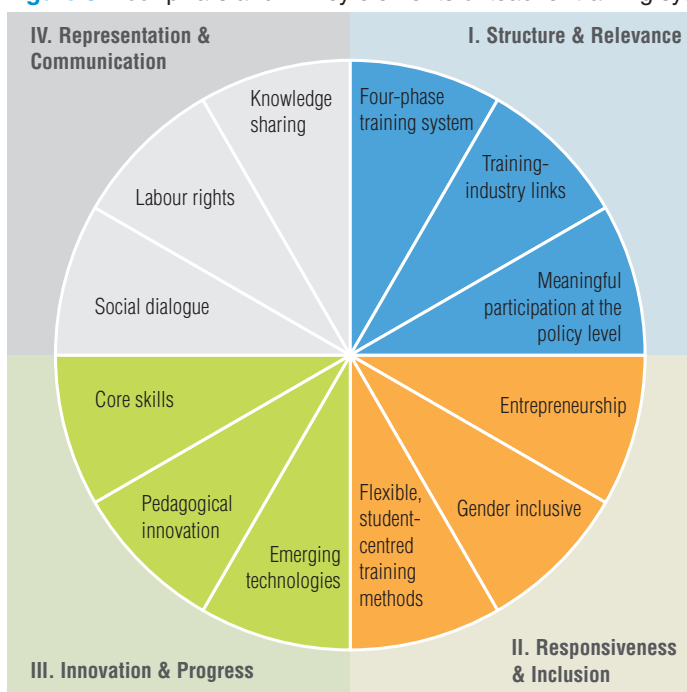 IV. Representation &
Communication
I. Structure & Relevance
Knowledge
sharing
Four-phase
training system
Training-
industry links
Labour rights
Meaningful
participation at the
policy level
Social dialogue
Core skills
Entrepreneurship
Pedagogical
innovation
Flexible,
student-
centred
training
methods
Gender inclusive
Emerging
technologies
III. Innovation & Progress
II. Responsiveness
& Inclusion